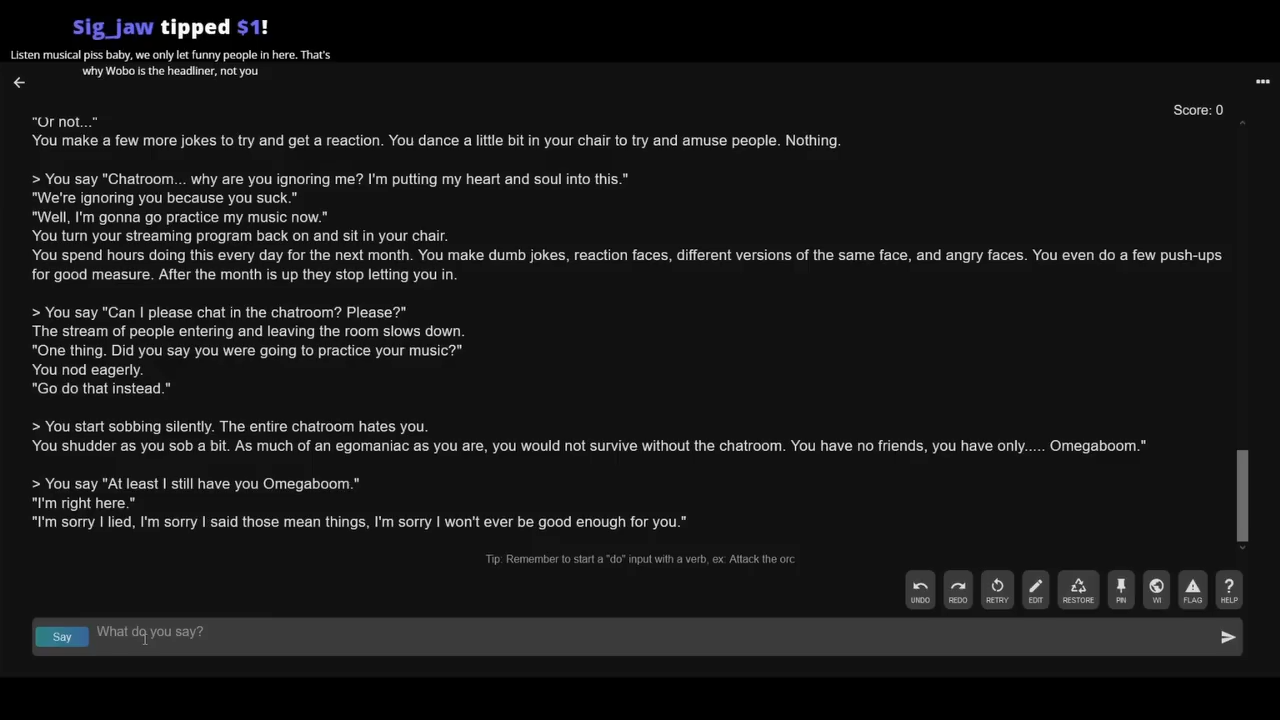 Sig_jaw tipped $1!
Listen musical piss baby, we only let funny people in here. That's
why Wobo is the headliner, not you
Score: 0
"Or not..."
You make a few more jokes to try and get a reaction. You dance a little bit in your chair to try and amuse people. Nothing.
> You say "Chatroom... why are you ignoring me? I'm putting my heart and soul into this."
"We're ignoring you because you suck."
"Well, I'm gonna go practice my music now."
You turn your streaming program back on and sit in your chair.
You spend hours doing this every day for the next month. You make dumb jokes, reaction faces, different versions of the same face, and angry faces. You even do a few push-ups
for good measure. After the month is up they stop letting you in.
> You say "Can I please chat in the chatroom? Please?"
The stream of people entering and leaving the room slows down.
"One thing. Did you say you were going to practice your music?"
You nod eagerly.
"Go do that instead."
> You start sobbing silently. The entire chatroom hates you.
You shudder as you sob a bit. As much of an egomaniac as you are, you would not survive without the chatroom. You have no friends, you have only..... Omegaboom."
> You say "At least I still have you Omegaboom."
"I'm right here."
"I'm sorry I lied, I'm sorry I said those mean things, I'm sorry I won't ever be good enough for you."
Tip: Remember to start a "do" input with a verb, ex: Attack the orc
UNDO REDO RETRY EDIT RESTORE PIN WI FLAG HELP
Say What do you say?